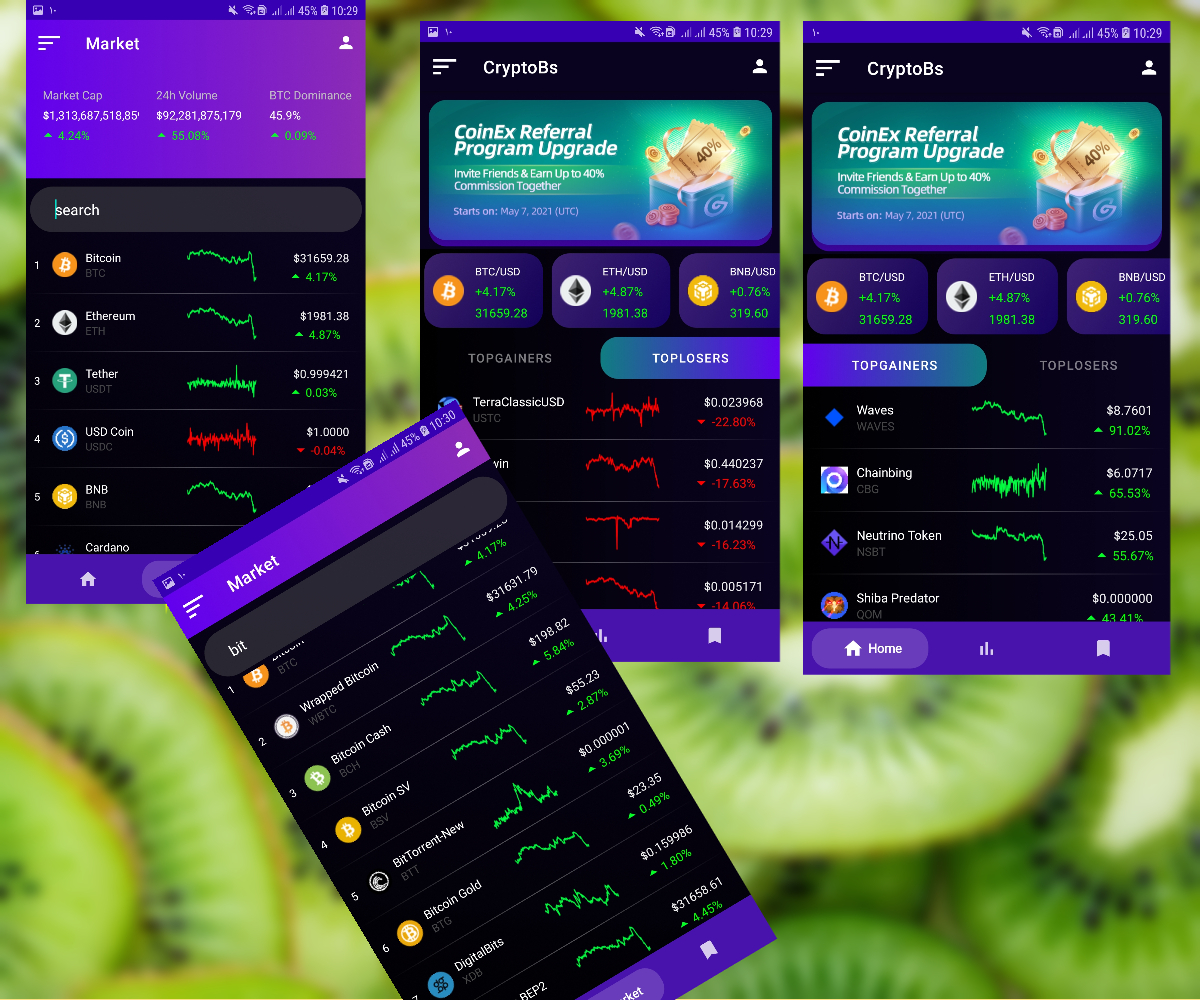 ١٠
45%
10:29
Market
Market Cap
24h Volume
BTC Dominance
$1,313,687,518,85
$92,281,875,179
45.9%
4.24%
55.08%
0.09%
search
1
Bitcoin
BTC
$31659.28
4.17%
2
Ethereum
ETH
$1981.38
4.87%
3
Tether
USDT
$0.999421
0.03%
4
USD Coin
USDC
$1.0000
-0.04%
5
BNB
BNB
Cardano
١٠
45%
10:29
CryptoBs
CoinEx Referral
Program Upgrade
Invite Friends & Earn Up to 40%
Commission Together
Starts on: May 7, 2021 (UTC)
40%
BTC/USD
+4.17%
31659.28
ETH/USD
+4.87%
1981.38
BNB/USD
+0.76%
319.60
TOPGAINERS
TOPLOSERS
TerraClassicUSD
USTC
$0.023968
-22.80%
win
$0.440237
-17.63%
$0.014299
-16.23%
$0.005171
-14.06%
١٠
45%
10:29
CryptoBs
CoinEx Referral
Program Upgrade
Invite Friends & Earn Up to 40%
Commission Together
Starts on: May 7, 2021 (UTC)
40%
BTC/USD
+4.17%
31659.28
ETH/USD
+4.87%
1981.38
BNB/USD
+0.76%
319.60
TOPGAINERS
TOPLOSERS
Waves
WAVES
$8.7601
91.02%
Chainbing
CBG
$6.0717
65.53%
Neutrino Token
NSBT
$25.05
55.67%
Shiba Predator
QOM
$0.000000
43.41%
Home
45%
10:30
Market
bit
1
Bitcoin
BTC
4.17%
2
Wrapped Bitcoin
WBTC
$31631.79
4.25%
3
Bitcoin Cash
BCH
$198.82
5.84%
4
Bitcoin SV
BSV
$55.23
2.87%
5
BitTorrent-New
BTT
$0.000001
3.69%
6
Bitcoin Gold
BTG
$23.35
0.49%
7
DigitalBits
XDB
$0.159986
1.80%
BEP2
$31658.61
4.45%
rket